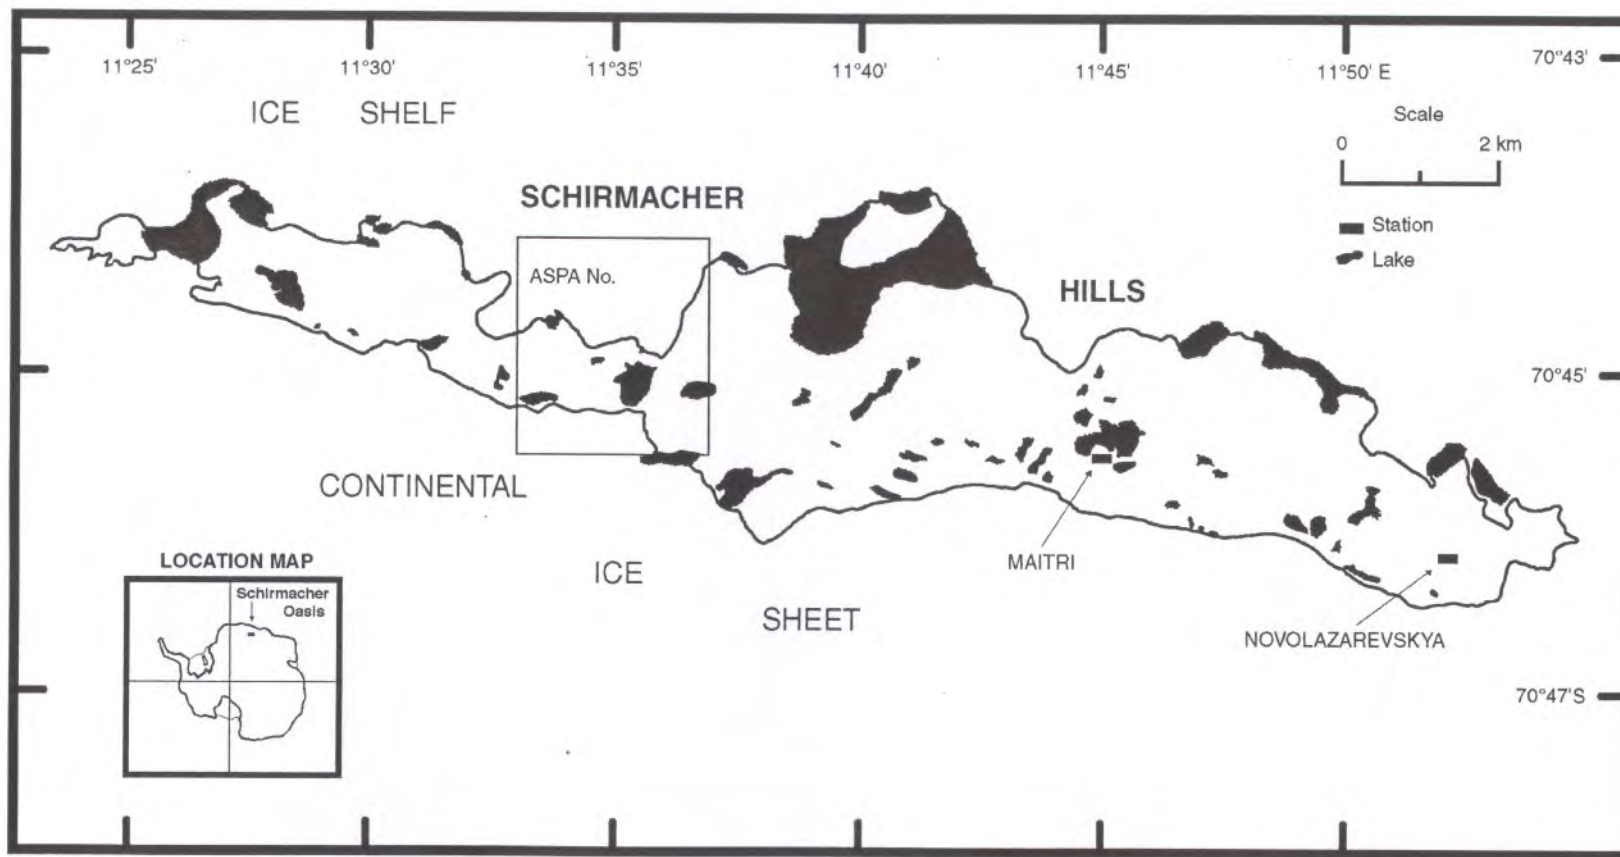 11°25'
11°30'
11°35'
11°40'
11°45'
11°50' E
70°43'
ICE SHELF
Scale
0 2 km
SCHIRMACHER
Station
Lake
ASPA No.
HILLS
70°45'
CONTINENTAL
MAITRI
ICE
LOCATION MAP
Schirmacher
Oasis
SHEET
NOVOLAZAREVSKYA
70°47'S